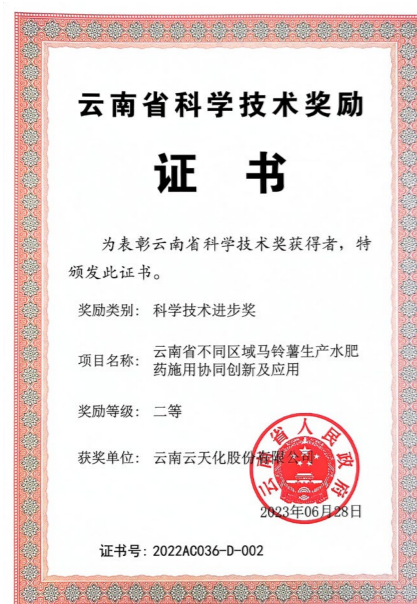 云南省科学技术奖励
证 书
为表彰云南省科学技术奖获得者，特
颁发此证书。
奖励类别： 科学技术进步奖
项目名称： 云南省不同区域马铃薯生产水肥
药施用协同创新及应用
奖励等级： 二等
获奖单位： 云南云天化股份有限公司
云南省人民政府
2023年06月28日
证书号：2022AC036-D-002